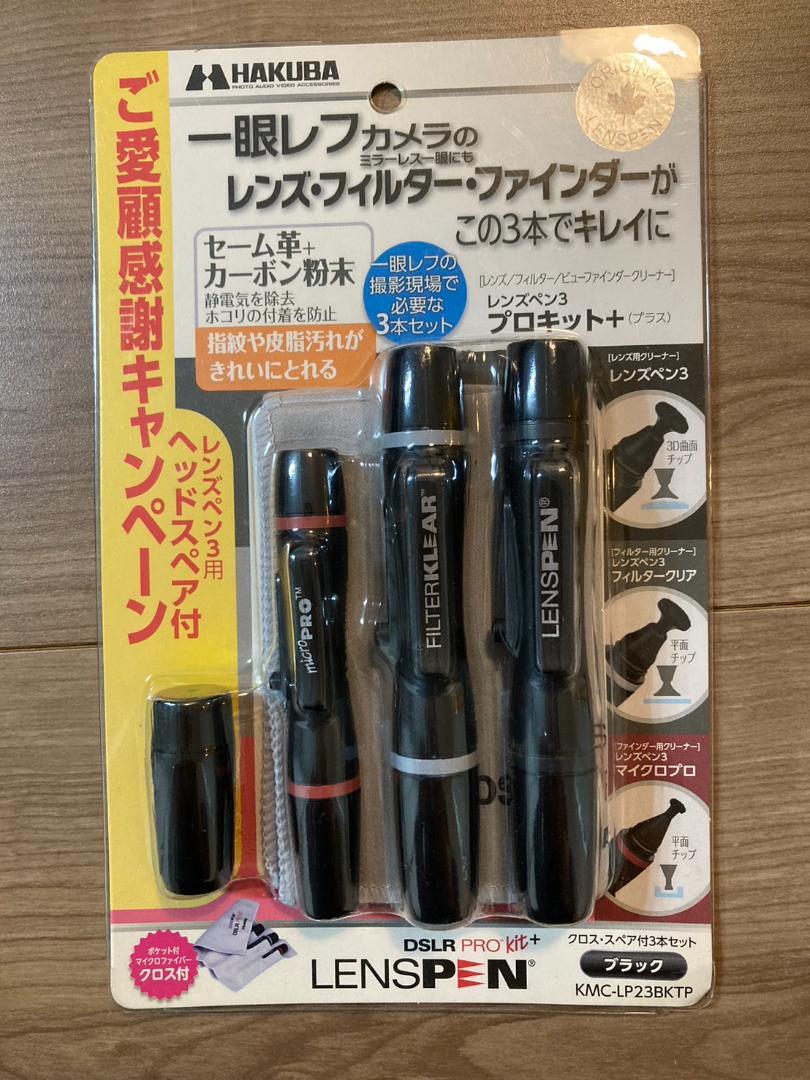 HAKUBA
PHOTO AUDIO VIDEO ACCESSORIES
ORIGINAL
LENSPEN
ご愛顧感謝キャンペーン
レンズペン3用
ヘッドスペア付
一眼レフカメラの
ミラーレス一眼にも
レンズ・フィルター・ファインダーが
この3本でキレイに
セーム革+
カーボン粉末
静電気を除去
ホコリの付着を防止
指紋や皮脂汚れが
きれいにとれる
一眼レフの
撮影現場で
必要な
3本セット
[レンズ/フィルター/ビューファインダークリーナー]
レンズペン3
プロキット+(プラス)
[レンズ用クリーナー]
レンズペン3
3D曲面
チップ
[フィルター用クリーナー]
レンズペン3
フィルタークリア
平面
チップ
[ファインダー用クリーナー]
レンズペン3
マイクロプロ
平面
チップ
microPRO™
FILTERKLEAR™
LENSPEN®
ポケット付
マイクロファイバー
クロス付
DSLR PRO kit+
LENSPEN®
クロス・スペア付3本セット
ブラック
KMC-LP23BKTP